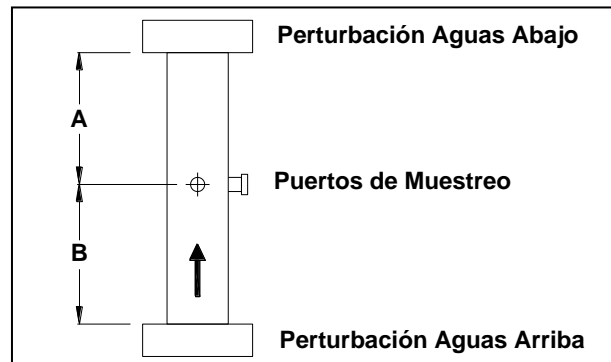 Perturbación Aguas Abajo
A
Puertos de Muestreo
B
Perturbación Aguas Arriba